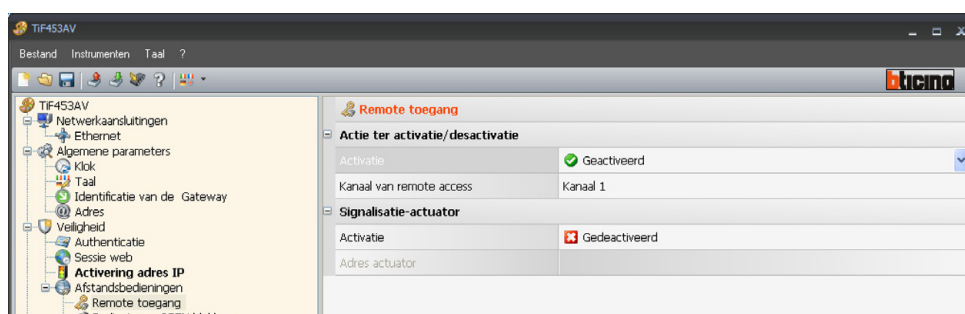 TiF453AV
Bestand Instrumenten Taal ?
bticino
TiF453AV
Netwerkaansluitingen
Ethernet
Algemene parameters
Klok
Taal
Identificatie van de Gateway
Adres
Veiligheid
Authenticatie
Sessie web
Activering adres IP
Afstandsbedieningen
Remote toegang
Remote toegang
Actie ter activatie/desactivatie
Activatie Geactiveerd
Kanaal van remote access Kanaal 1
Signalisatie-actuator
Activatie Gedeactiveerd
Adres actuator